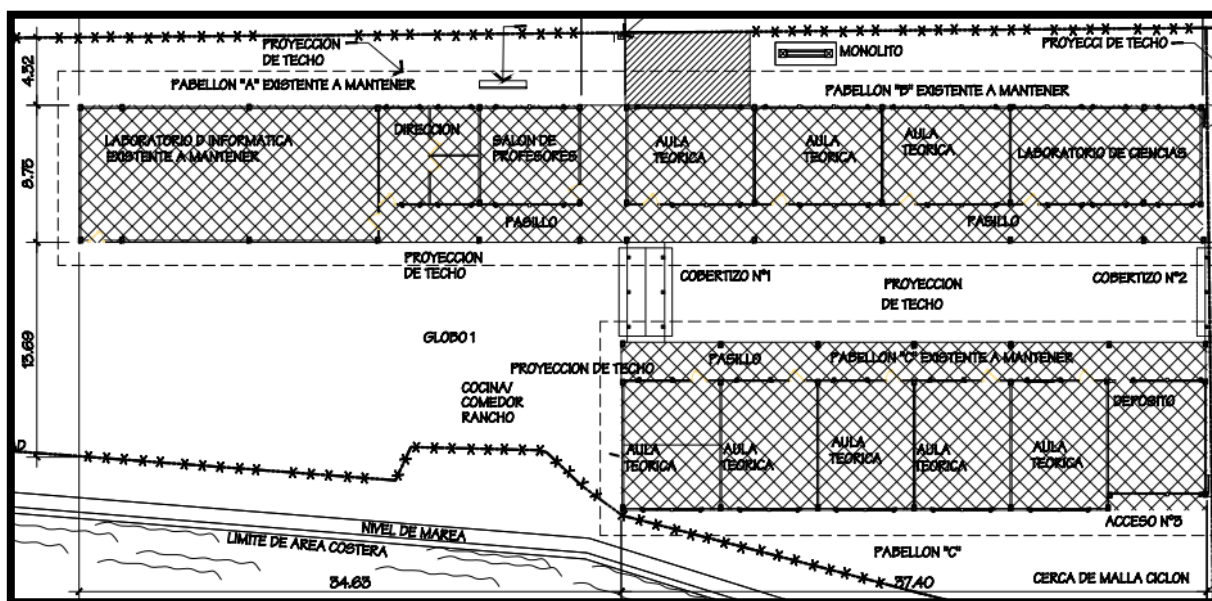 PROYECCION
DE TECHO
MONOLITO
PROYECCI DE TECHO
4.32
PABELLON "A" EXISTENTE A MANTENER
PABELLON "B" EXISTENTE A MANTENER
LABORATORIO D INFORMATICA
EXISTENTE A MANTENER
DIRECCION
SALON DE
PROFESORES
AULA
TEORICA
AULA
TEORICA
AULA
TEORICA
LABORATORIO DE CIENCIAS
8.75
PASILLO
PASILLO
PROYECCION
DE TECHO
COBERTIZO N°1
PROYECCION
DE TECHO
COBERTIZO N°2
13.69
GLOBO 1
PROYECCION DE TECHO
PASILLO
PABELLON "C" EXISTENTE A MANTENER
COCINA/
COMEDOR
RANCHO
DEPÓSITO
D
AULA
TEORICA
AULA
TEORICA
AULA
TEORICA
AULA
TEORICA
AULA
TEORICA
NIVEL DE MAREA
LIMITE DE AREA COSTERA
ACCESO N°3
PABELLON "C"
34.63
37.40
CERCA DE MALLA CICLON